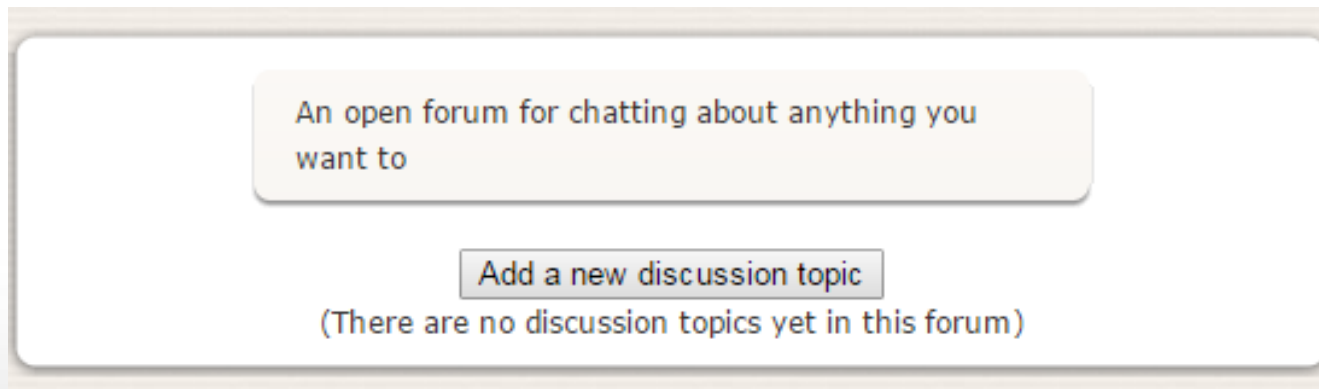 An open forum for chatting about anything you
want to
Add a new discussion topic
(There are no discussion topics yet in this forum)